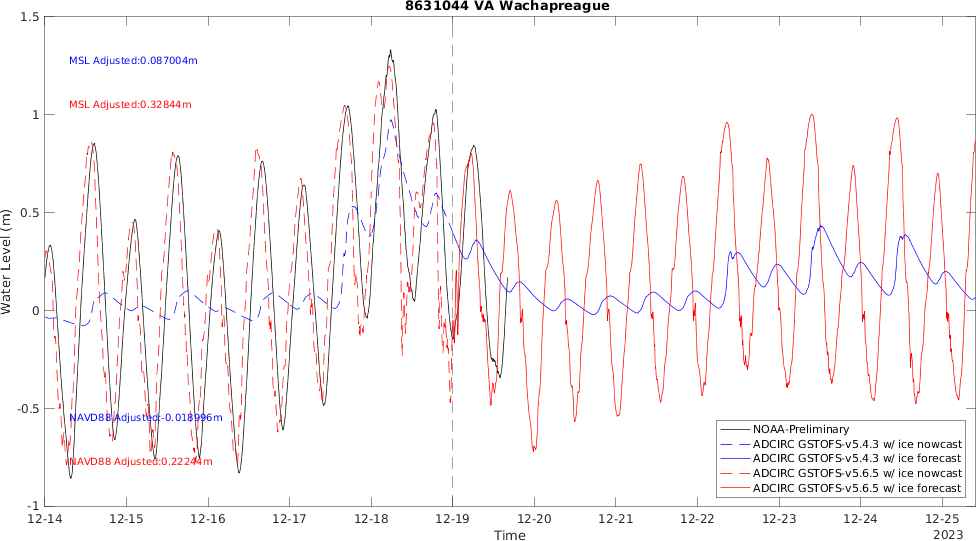 8631044 VA Wachapreague
1.5
1
0.5
0
-0.5
-1
Water Level (m)
MSL Adjusted:0.087004m
MSL Adjusted:0.32844m
NAVD88 Adjusted:-0.018996m
NAVD88 Adjusted:0.22244m
NOAA-Preliminary
ADCIRC GSTOFS-v5.4.3 w/ ice nowcast
ADCIRC GSTOFS-v5.4.3 w/ ice forecast
ADCIRC GSTOFS-v5.6.5 w/ ice nowcast
ADCIRC GSTOFS-v5.6.5 w/ ice forecast
12-14 12-15 12-16 12-17 12-18 12-19 12-20 12-21 12-22 12-23 12-24 12-25
Time
2023